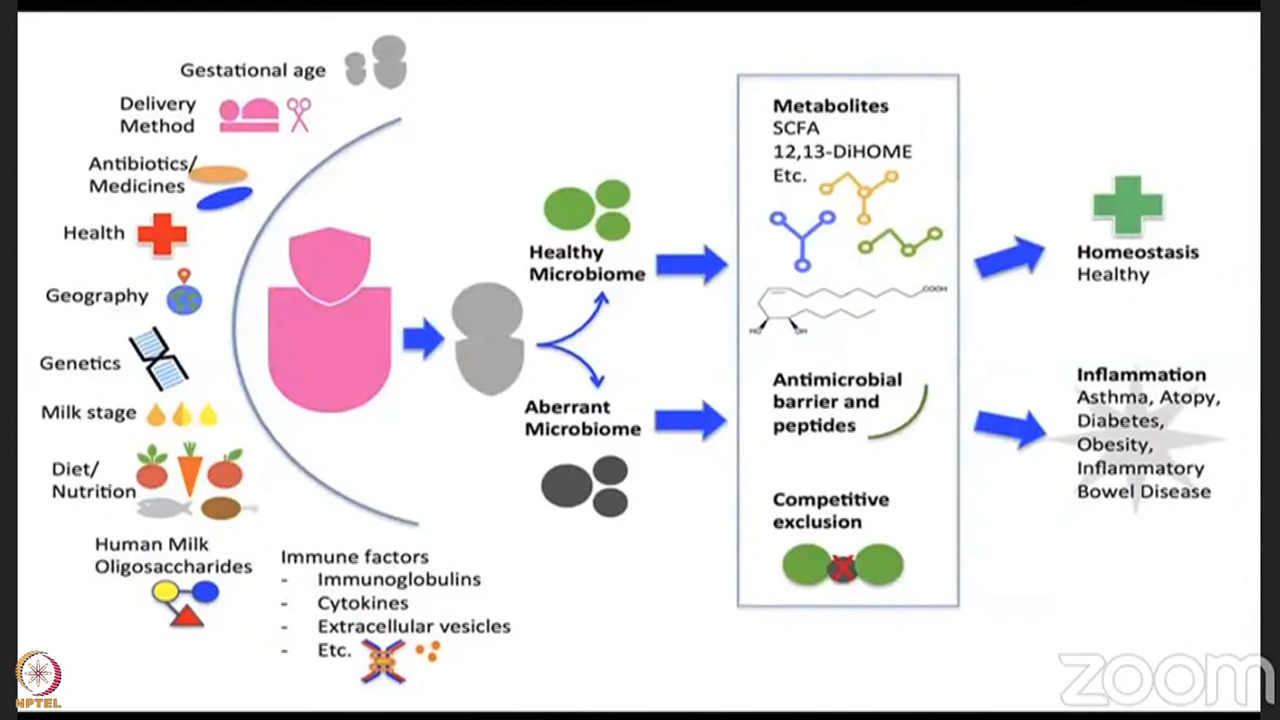 Gestational age
Delivery
Method
Antibiotics/
Medicines
Health
Geography
Genetics
Milk stage
Diet/
Nutrition
Human Milk
Oligosaccharides
Immune factors
- Immunoglobulins
- Cytokines
- Extracellular vesicles
- Etc.
Healthy
Microbiome
Aberrant
Microbiome
Metabolites
SCFA
12,13-DiHOME
Etc.
COOH
HO
OH
Antimicrobial
barrier and
peptides
Competitive
exclusion
Homeostasis
Healthy
Inflammation
Asthma, Atopy,
Diabetes,
Obesity,
Inflammatory
Bowel Disease
NPTEL
zoom